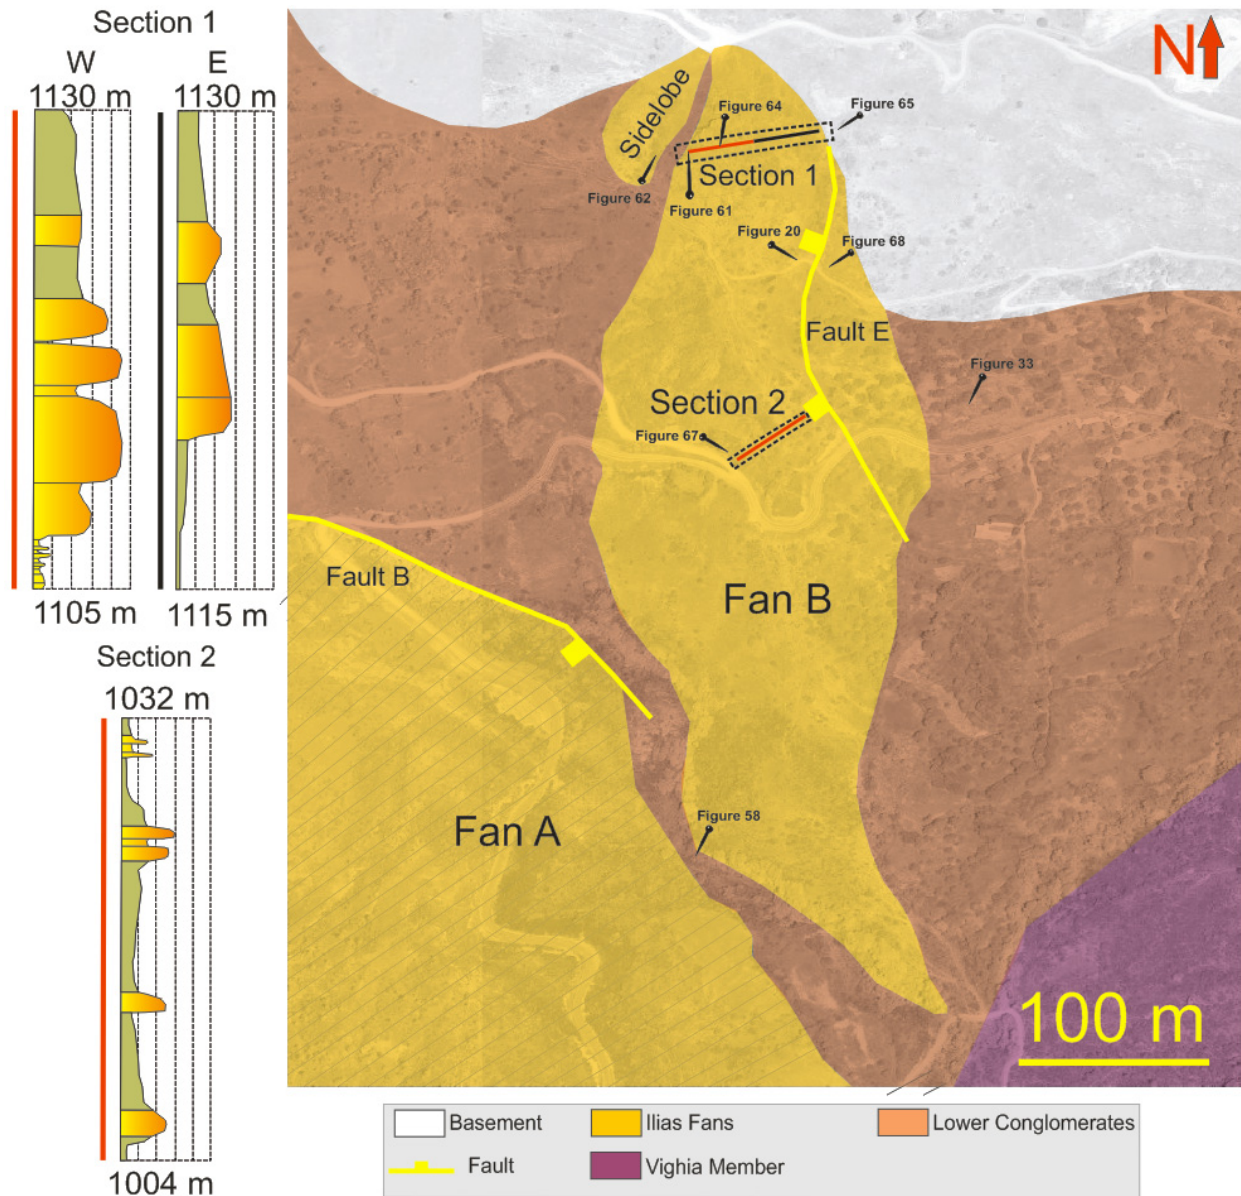 Section 1
W E
1130 m 1130 m
1105 m 1115 m
Section 2
1032 m
1004 m
N
Sidelobe
Figure 64
Figure 65
Section 1
Figure 62
Figure 61
Figure 20
Figure 68
Fault E
Figure 33
Section 2
Figure 67
Fault B
Fan B
Fan A
Figure 58
100 m
Basement Ilias Fans Lower Conglomerates
Fault Vighia Member